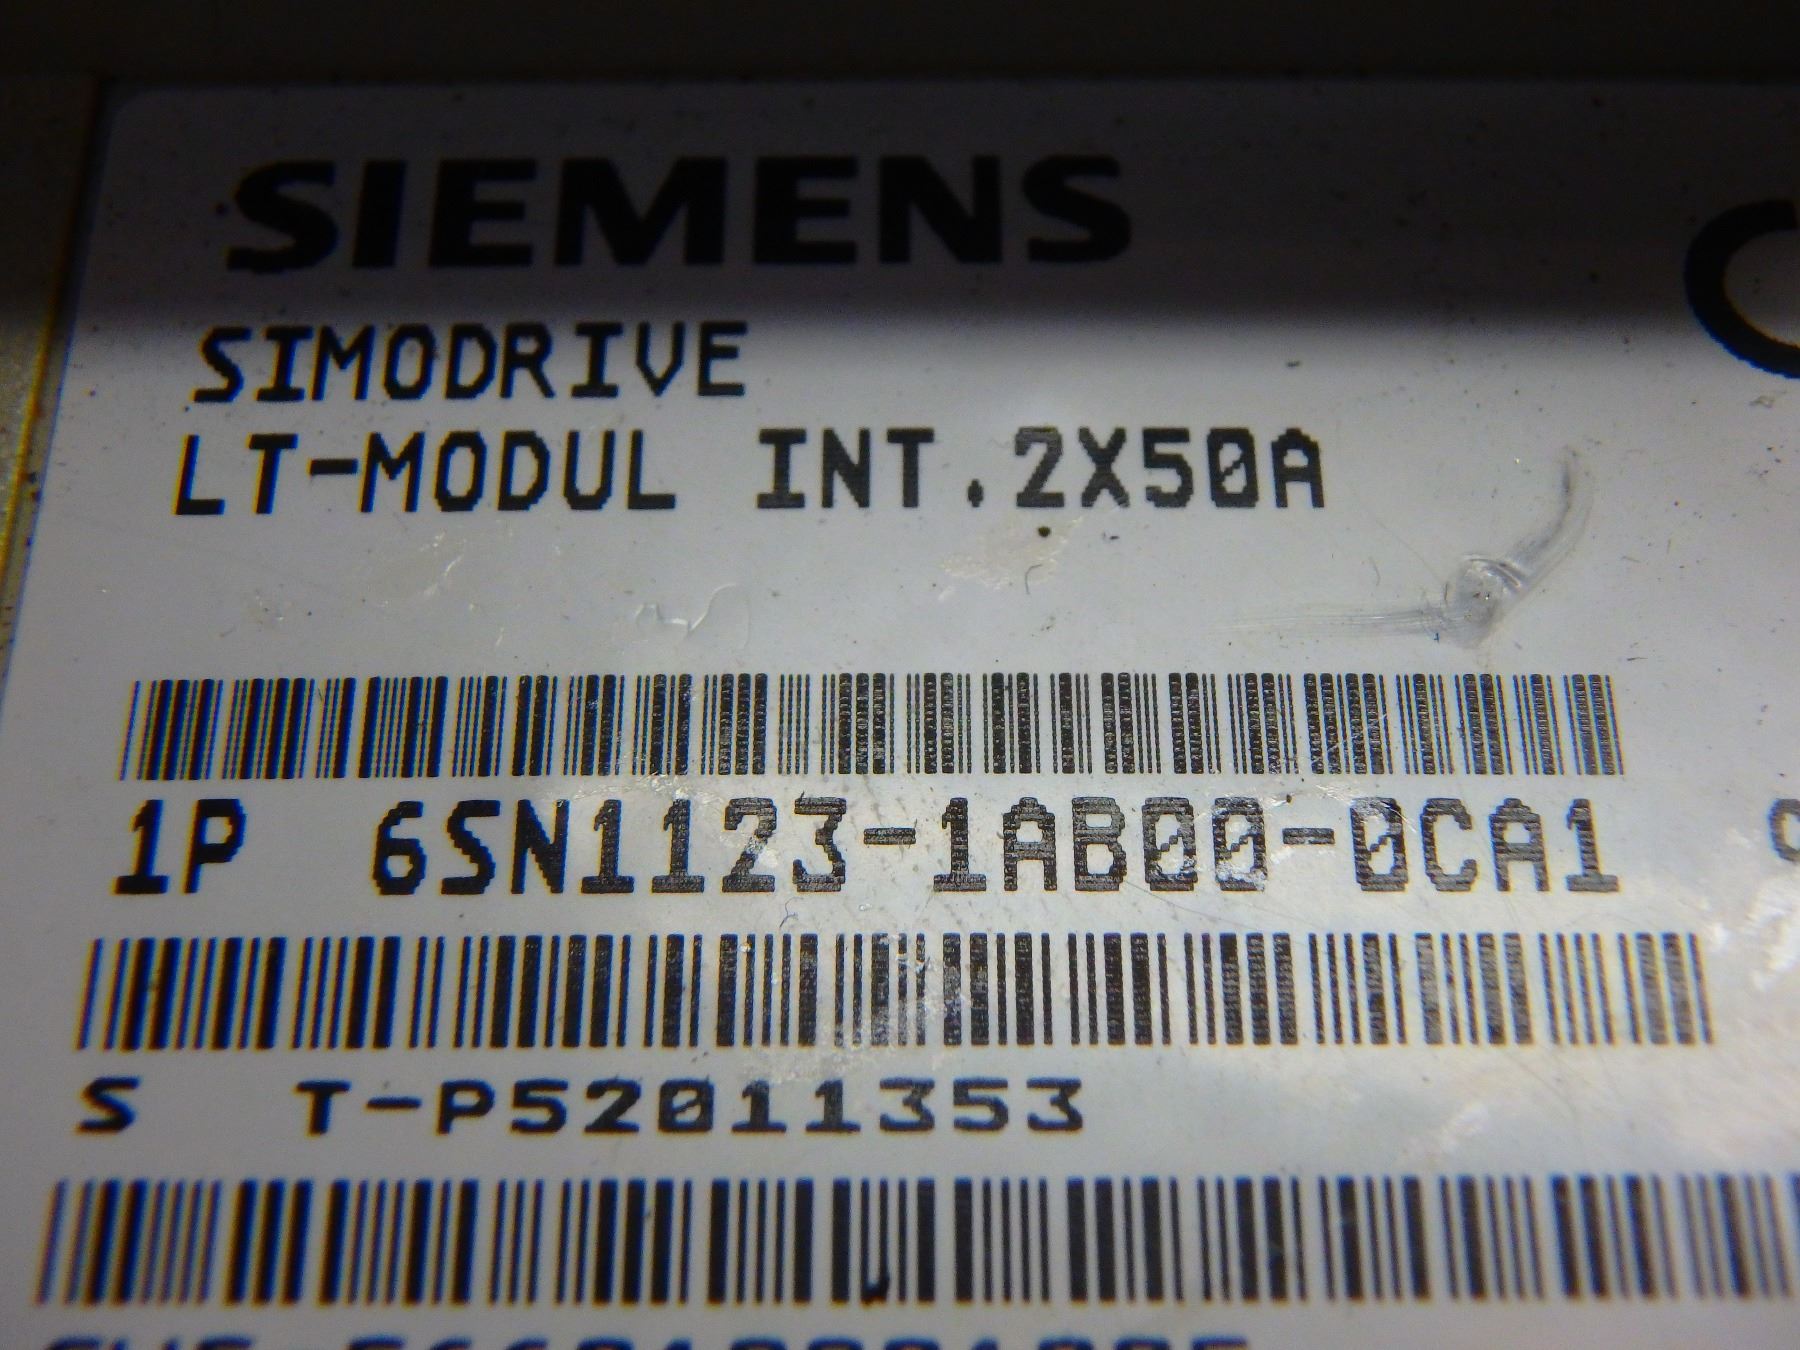 SIEMENS
SIMODRIVE
LT-MODUL INT.2X50A
1P 6SN1123-1AB00-0CA1
S T-P52011353